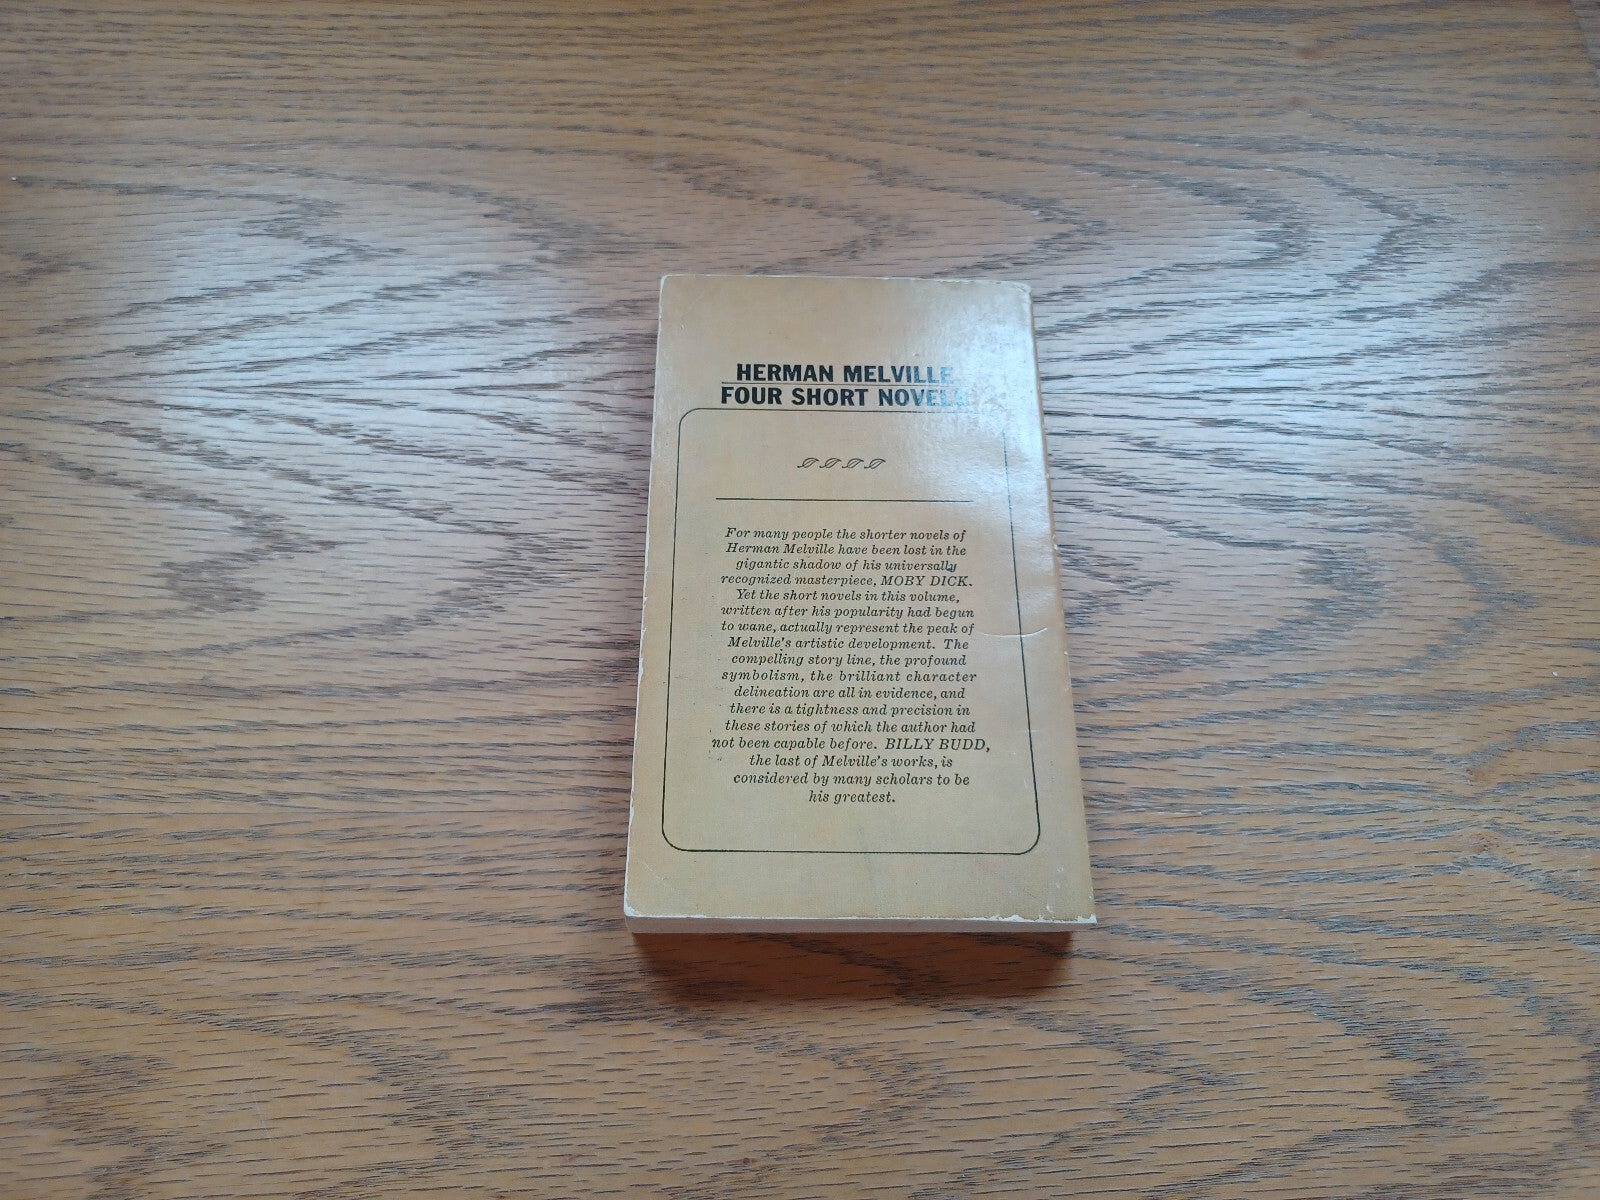 HERMAN MELVILLE
FOUR SHORT NOVELS
For many people the shorter novels of
Herman Melville have been lost in the
gigantic shadow of his universally
recognized masterpiece, MOBY DICK.
Yet the short novels in this volume,
written after his popularity had begun
to wane, actually represent the peak of
Melville's artistic development. The
compelling story line, the profound
symbolism, the brilliant character
delineation are all in evidence, and
there is a tightness and precision in
these stories of which the author had
not been capable before. BILLY BUDD,
the last of Melville's works, is
considered by many scholars to be
his greatest.